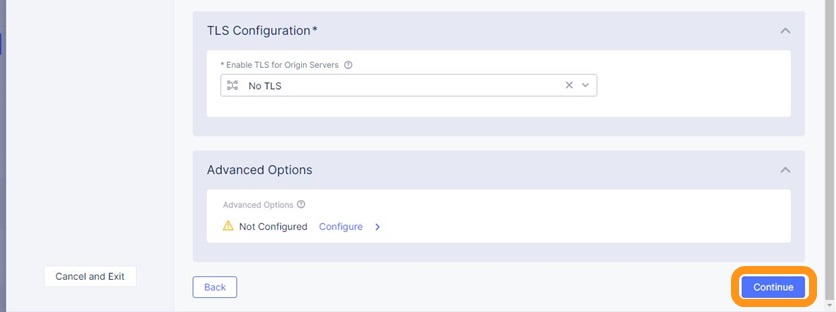 TLS Configuration*
* Enable TLS for Origin Servers
No TLS
Advanced Options
Advanced Options
Not Configured Configure
Cancel and Exit
Back
Continue